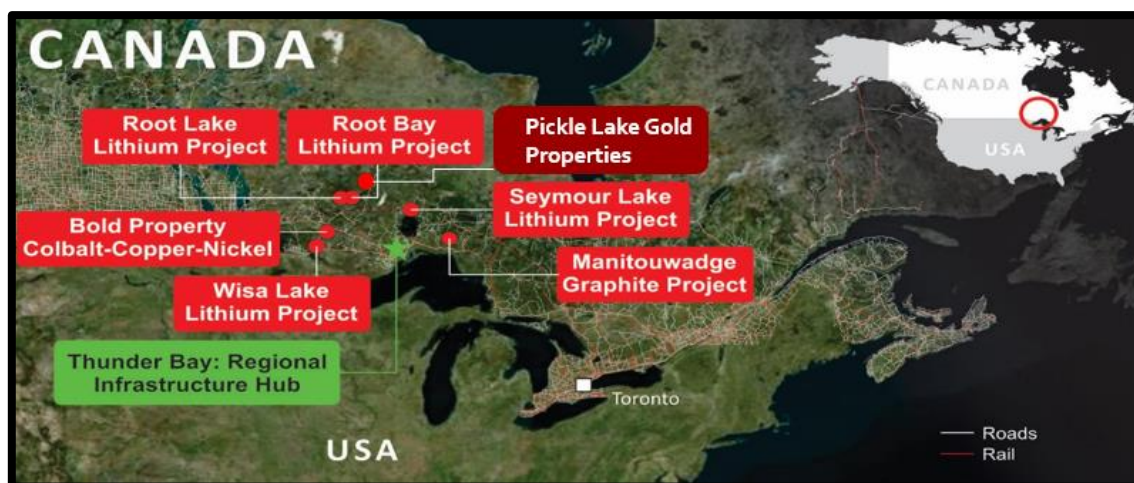 CANADA
CANADA
USA
Root Lake
Lithium Project
Root Bay
Lithium Project
Pickle Lake Gold
Properties
Seymour Lake
Lithium Project
Bold Property
Colbalt-Copper-Nickel
Manitouwadge
Graphite Project
Wisa Lake
Lithium Project
Thunder Bay: Regional
Infrastructure Hub
Toronto
USA
Roads
Rail